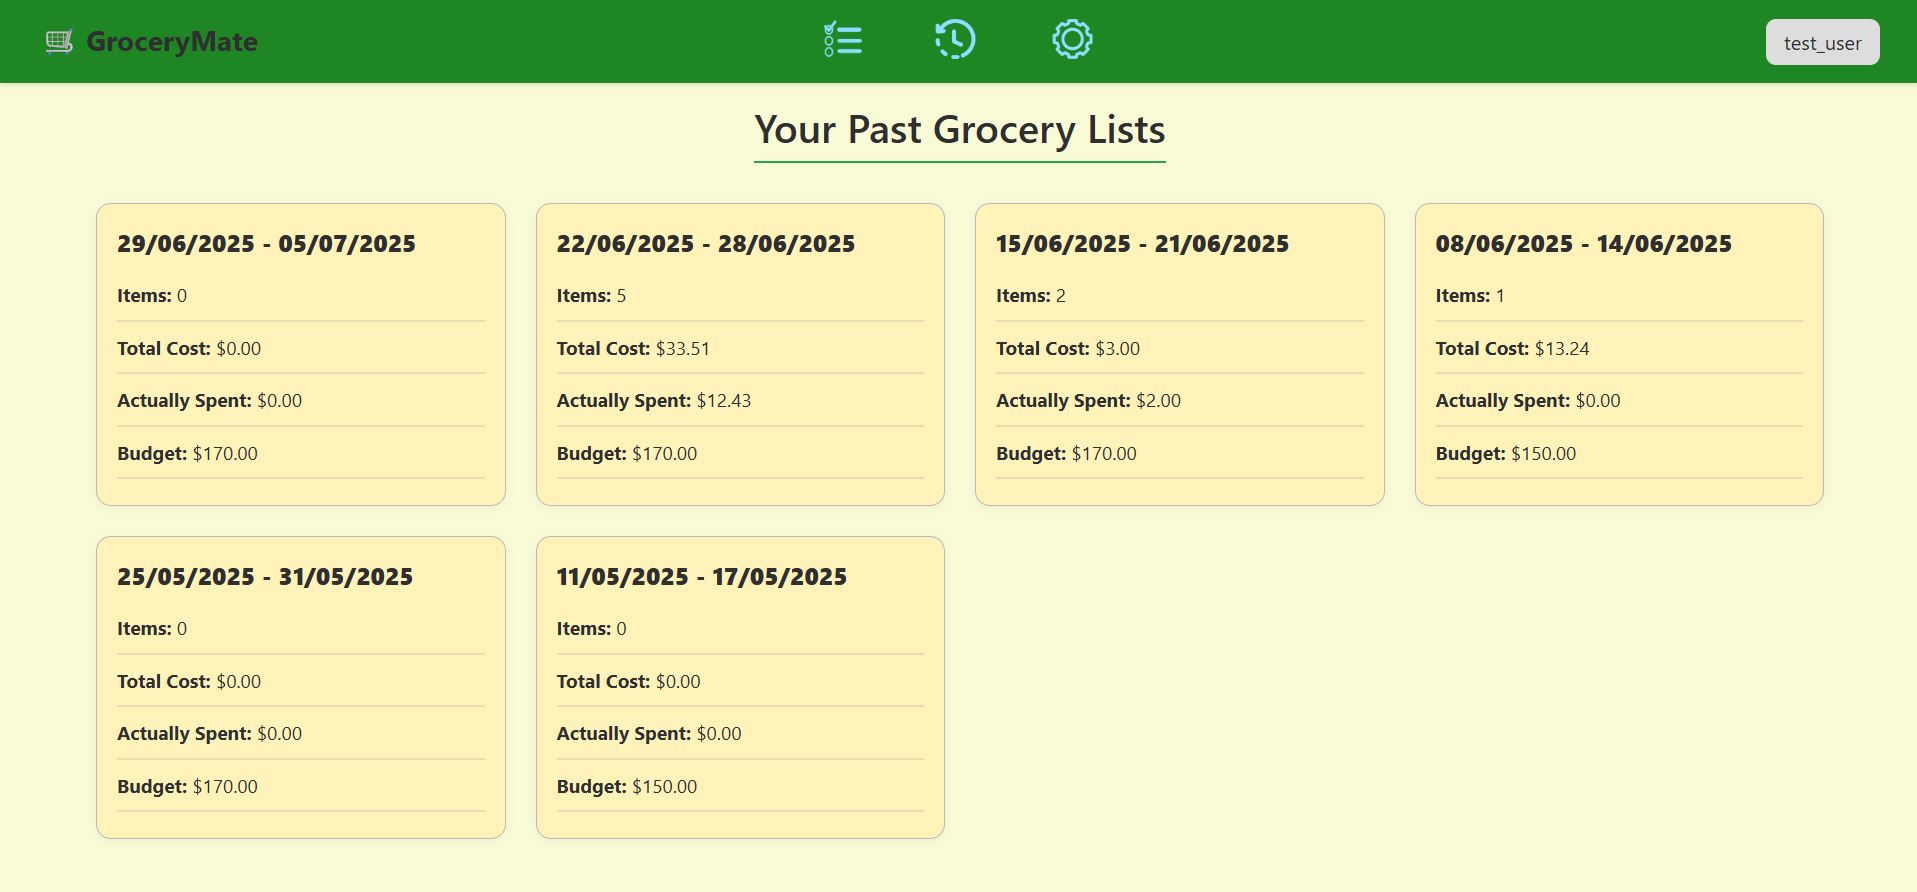 GroceryMate
test_user
Your Past Grocery Lists
29/06/2025 - 05/07/2025
Items: 0
Total Cost: $0.00
Actually Spent: $0.00
Budget: $170.00
22/06/2025 - 28/06/2025
Items: 5
Total Cost: $33.51
Actually Spent: $12.43
Budget: $170.00
15/06/2025 - 21/06/2025
Items: 2
Total Cost: $3.00
Actually Spent: $2.00
Budget: $170.00
08/06/2025 - 14/06/2025
Items: 1
Total Cost: $13.24
Actually Spent: $0.00
Budget: $150.00
25/05/2025 - 31/05/2025
Items: 0
Total Cost: $0.00
Actually Spent: $0.00
Budget: $170.00
11/05/2025 - 17/05/2025
Items: 0
Total Cost: $0.00
Actually Spent: $0.00
Budget: $150.00